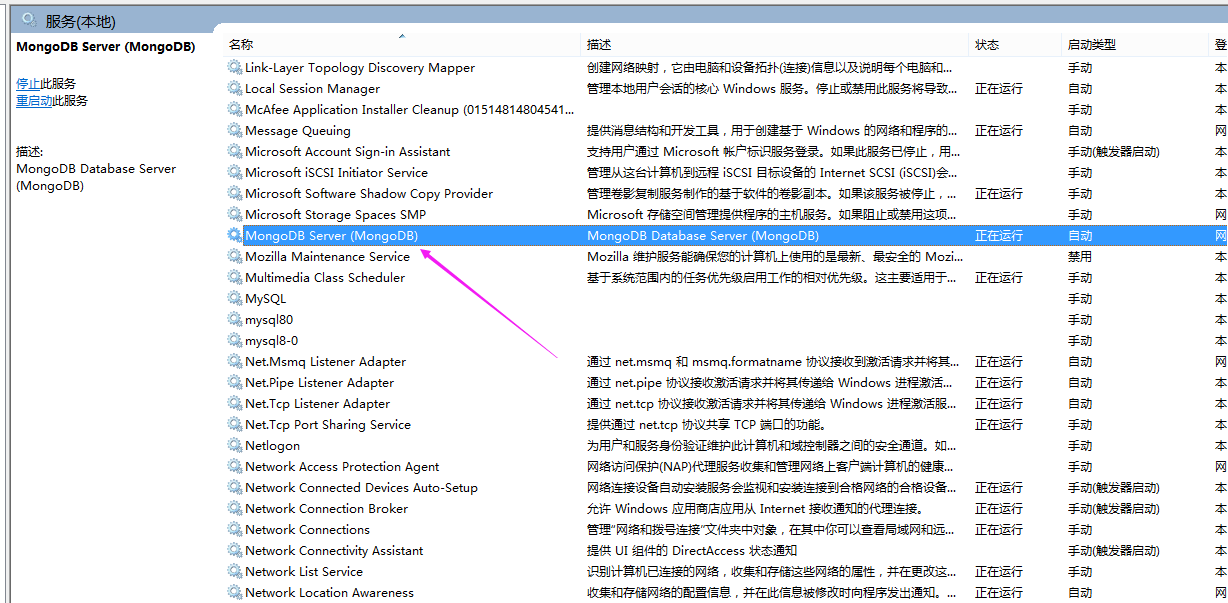 服务(本地)
MongoDB Server (MongoDB)
停止此服务
重启动此服务
描述:
MongoDB Database Server
(MongoDB)
名称 描述 状态 启动类型 登
Link-Layer Topology Discovery Mapper 创建网络映射，它由电脑和设备拓扑(连接)信息以及说明每个电脑和... 手动 本
Local Session Manager 管理本地用户会话的核心 Windows 服务。停止或禁用此服务将导致... 正在运行 自动 本
McAfee Application Installer Cleanup (01514814804541... 手动 本
Message Queuing 提供消息结构和开发工具，用于创建基于 Windows 的网络和程序的... 正在运行 自动 网
Microsoft Account Sign-in Assistant 支持用户通过 Microsoft 帐户标识服务登录。如果此服务已停止，用... 手动(触发器启动) 本
Microsoft iSCSI Initiator Service 管理从这台计算机到远程 iSCSI 目标设备的 Internet SCSI (iSCSI)会... 手动 本
Microsoft Software Shadow Copy Provider 管理卷影复制服务制作的基于软件的卷影副本。如果该服务被停止，... 正在运行 手动 本
Microsoft Storage Spaces SMP Microsoft 存储空间管理提供程序的主机服务。如果阻止或禁用这项... 手动 网
MongoDB Server (MongoDB) MongoDB Database Server (MongoDB) 正在运行 自动 网
Mozilla Maintenance Service Mozilla 维护服务能确保您的计算机上使用的是最新、最安全的 Mozi... 禁用 本
Multimedia Class Scheduler 基于系统范围内的任务优先级启用工作的相对优先级。这主要适用于... 正在运行 手动 本
MySQL 手动 本
mysql80 手动 本
mysql8-0 手动 本
Net.Msmq Listener Adapter 通过 net.msmq 和 msmq.formatname 协议接收到激活请求并将其... 正在运行 自动 网
Net.Pipe Listener Adapter 通过 net.pipe 协议接收激活请求并将其传递给 Windows 进程激活... 正在运行 自动 本
Net.Tcp Listener Adapter 通过 net.tcp 协议接收激活请求并将其传递给 Windows 进程激活服... 正在运行 自动 本
Net.Tcp Port Sharing Service 提供通过 net.tcp 协议共享 TCP 端口的功能。 正在运行 手动 本
Netlogon 为用户和服务身份验证维护此计算机和域控制器之间的安全通道。如... 手动 本
Network Access Protection Agent 网络访问保护(NAP)代理服务收集和管理网络上客户端计算机的健康... 手动 网
Network Connected Devices Auto-Setup 网络连接设备自动安装服务会监视和安装连接到合格网络的合格设备... 正在运行 手动(触发器启动) 本
Network Connection Broker 允许 Windows 应用商店应用从 Internet 接收通知的代理连接。 正在运行 手动(触发器启动) 本
Network Connections 管理“网络和拨号连接”文件夹中对象，在其中你可以查看局域网和远... 正在运行 手动 本
Network Connectivity Assistant 提供 UI 组件的 DirectAccess 状态通知 手动(触发器启动) 本
Network List Service 识别计算机已连接的网络，收集和存储这些网络的属性，并在更改这... 正在运行 手动 本
Network Location Awareness 收集和存储网络的配置信息，并在此信息被修改时向程序发出通知。... 正在运行 自动 网